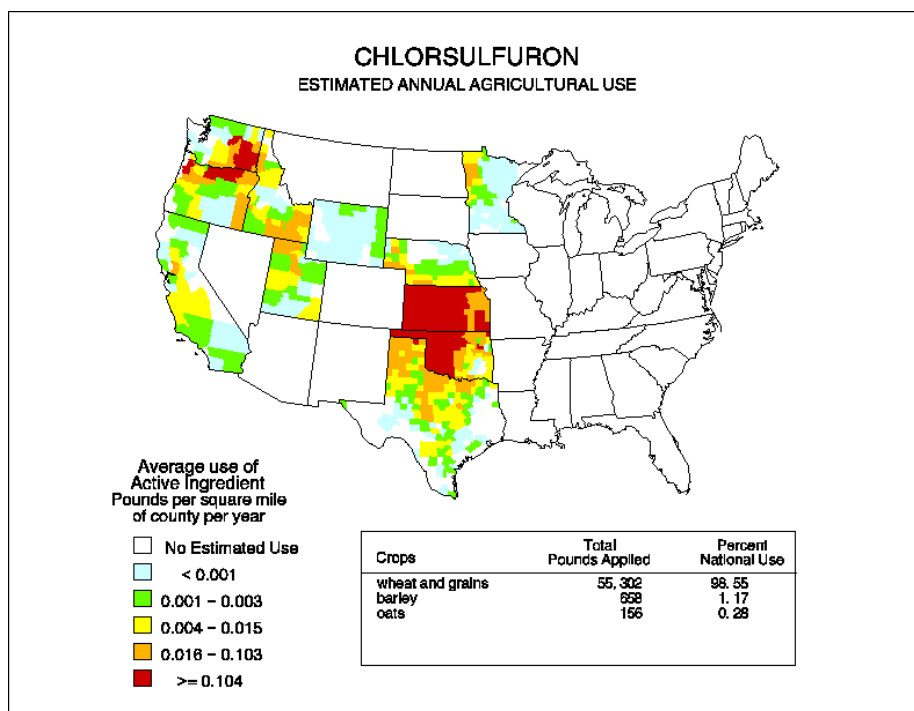 CHLORSULFURON
ESTIMATED ANNUAL AGRICULTURAL USE
Average use of
Active Ingredient
Pounds per square mile
of county per year
No Estimated Use
< 0.001
0.001 - 0.003
0.004 - 0.015
0.016 - 0.103
>= 0.104
Crops Total Pounds Applied Percent National Use
wheat and grains 55,302 98.55
barley 658 1.17
oats 156 0.28